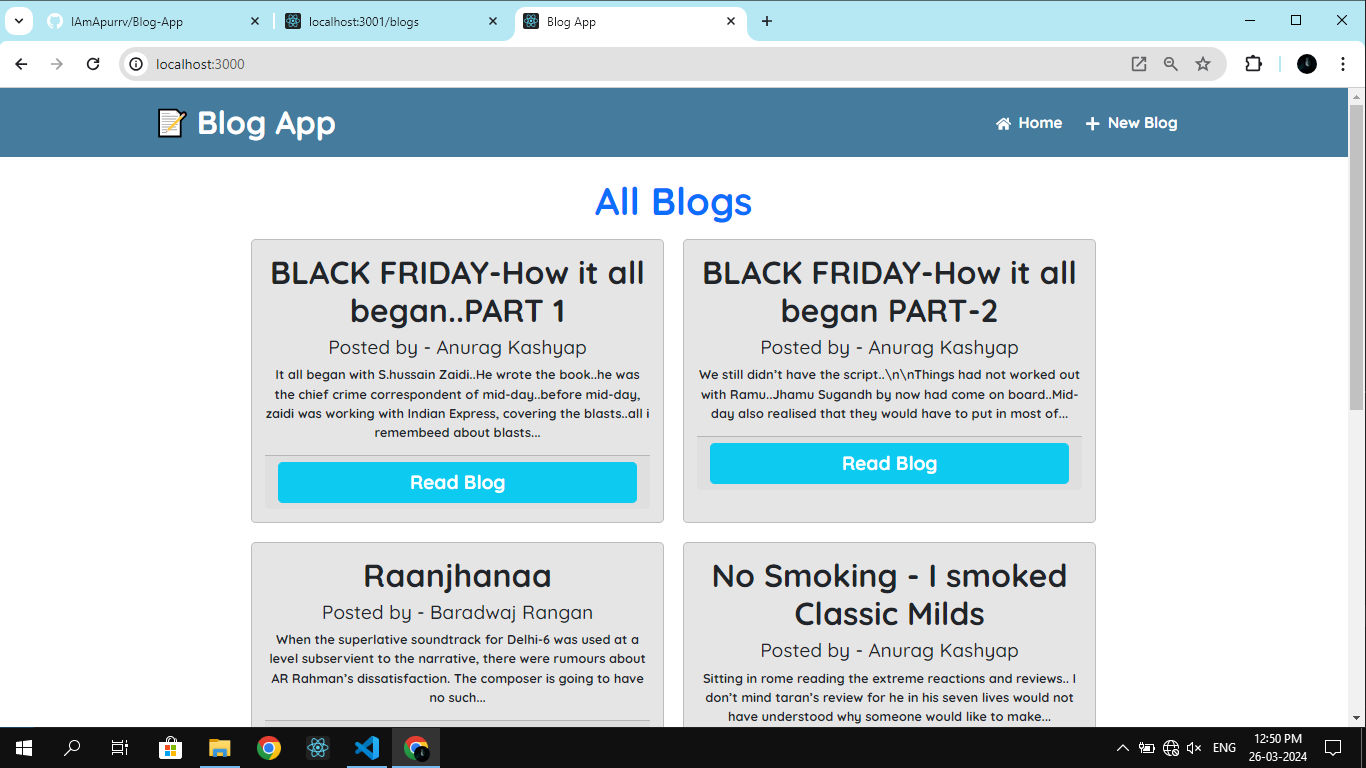 IAmApurrv/Blog-App
localhost:3001/blogs
Blog App
localhost:3000
Blog App
Home
New Blog
All Blogs
BLACK FRIDAY-How it all
began..PART 1
Posted by - Anurag Kashyap
It all began with S.hussain Zaidi..He wrote the book..he was
the chief crime correspondent of mid-day..before mid-day,
zaidi was working with Indian Express, covering the blasts..all i
remembeed about blasts...
Read Blog
BLACK FRIDAY-How it all
began PART-2
Posted by - Anurag Kashyap
We still didn’t have the script..\n\nThings had not worked out
with Ramu..Jhamu Sugandh by now had come on board..Mid-
day also realised that they would have to put in most of...
Read Blog
Raanjhanaa
Posted by - Baradwaj Rangan
When the superlative soundtrack for Delhi-6 was used at a
level subservient to the narrative, there were rumours about
AR Rahman’s dissatisfaction. The composer is going to have
no such...
No Smoking - I smoked
Classic Milds
Posted by - Anurag Kashyap
Sitting in rome reading the extreme reactions and reviews.. I
don’t mind taran’s review for he in his seven lives would not
have understood why someone would like to make...
ENG
12:50 PM
26-03-2024